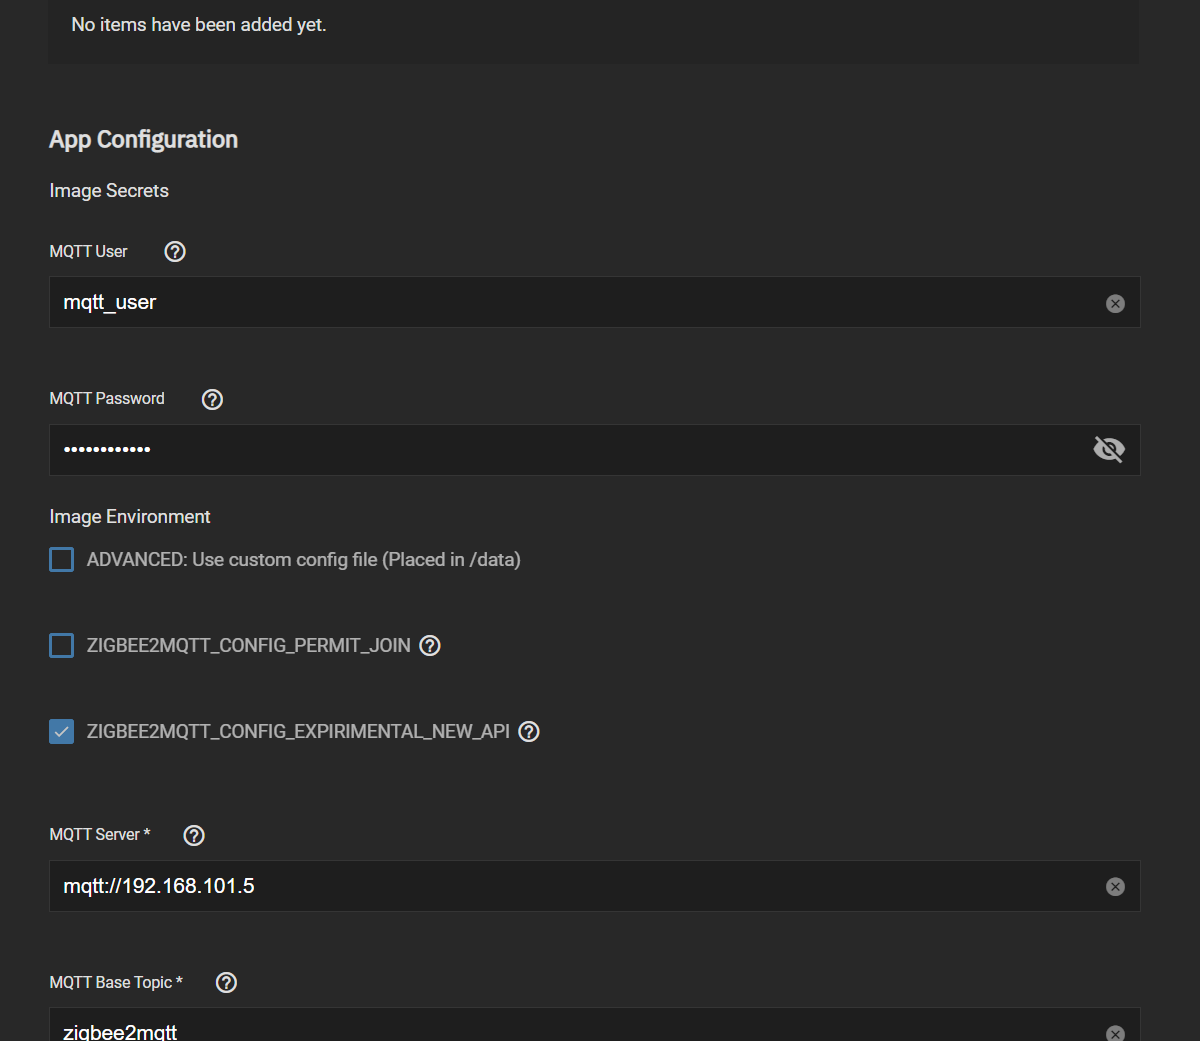 No items have been added yet.
App Configuration
Image Secrets
MQTT User
mqtt_user
MQTT Password
••••••••••••
Image Environment
ADVANCED: Use custom config file (Placed in /data)
ZIGBEE2MQTT_CONFIG_PERMIT_JOIN
ZIGBEE2MQTT_CONFIG_EXPIRIMENTAL_NEW_API
MQTT Server *
mqtt://192.168.101.5
MQTT Base Topic *
zigbee2mqtt